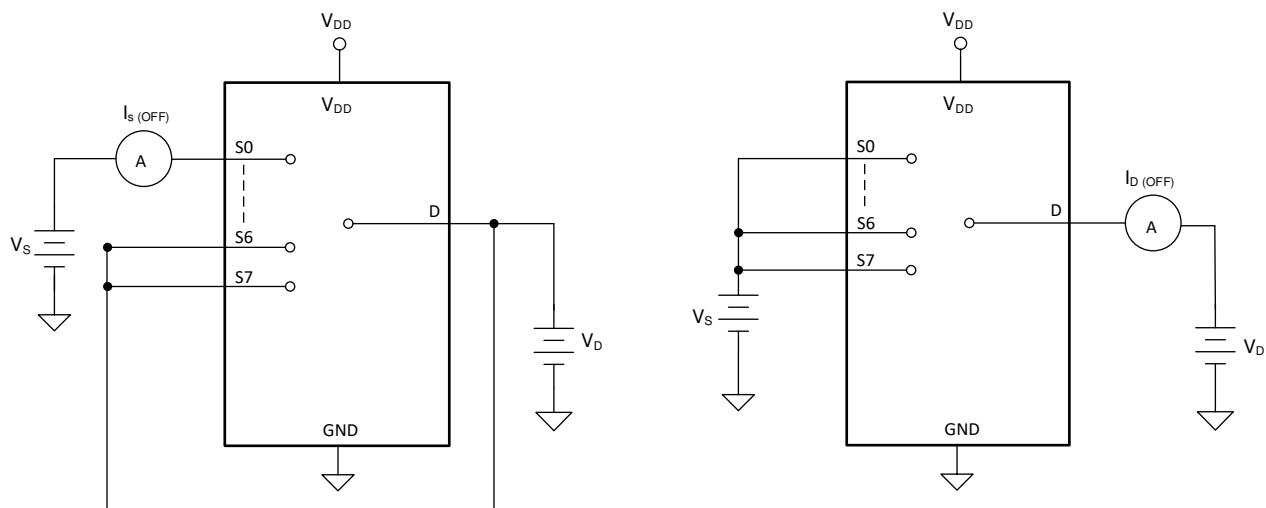 VDD
VDD
Is (OFF)
A
S0
D
S6
VS
S7
VD
GND
VDD
VDD
S0
ID (OFF)
D
A
S6
S7
VS
VD
GND